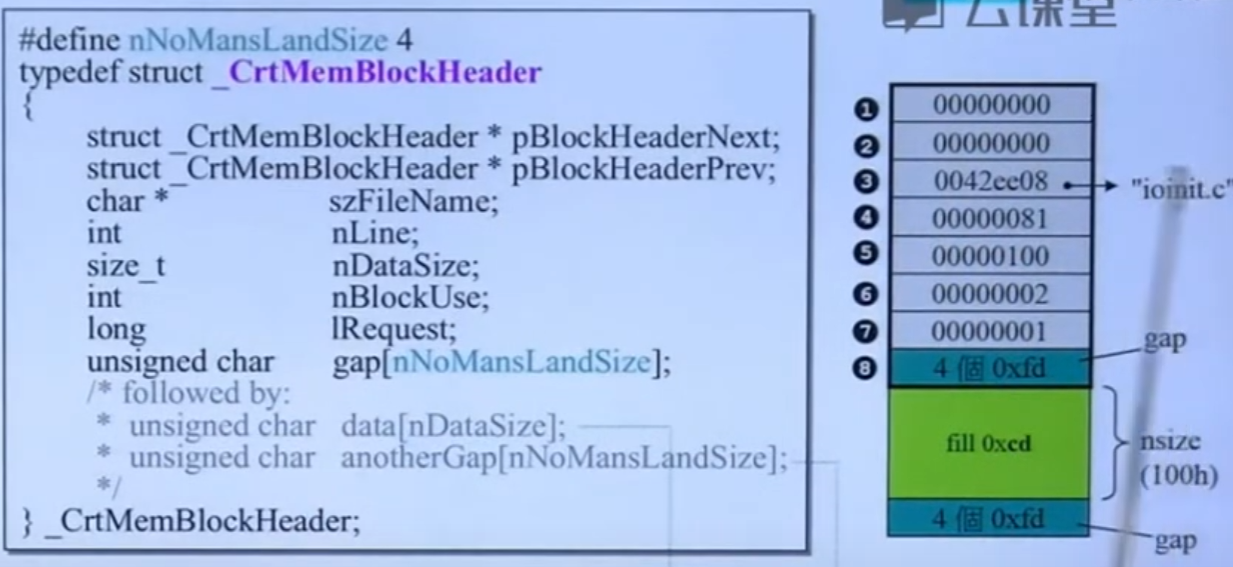 云课堂
#define nNoMansLandSize 4
typedef struct _CrtMemBlockHeader
{
struct _CrtMemBlockHeader * pBlockHeaderNext;
struct _CrtMemBlockHeader * pBlockHeaderPrev;
char * szFileName;
int nLine;
size_t nDataSize;
int nBlockUse;
long lRequest;
unsigned char gap[nNoMansLandSize];
/* followed by:
* unsigned char data[nDataSize];
* unsigned char anotherGap[nNoMansLandSize];
*/
} _CrtMemBlockHeader;
❶ 00000000
❷ 00000000
❸ 0042ee08 "ioinit.c"
❹ 00000081
❺ 00000100
❻ 00000002
❼ 00000001
gap
❽ 4 個 0xfd
fill 0xcd
nsize
(100h)
4 個 0xfd
gap